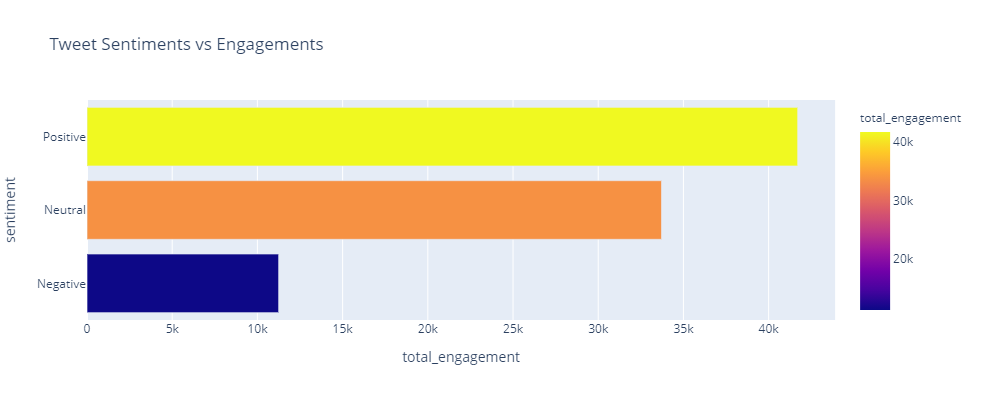 Tweet Sentiments vs Engagements
total_engagement
Positive
Neutral
Negative
sentiment
0 5k 10k 15k 20k 25k 30k 35k 40k
total_engagement
40k
30k
20k